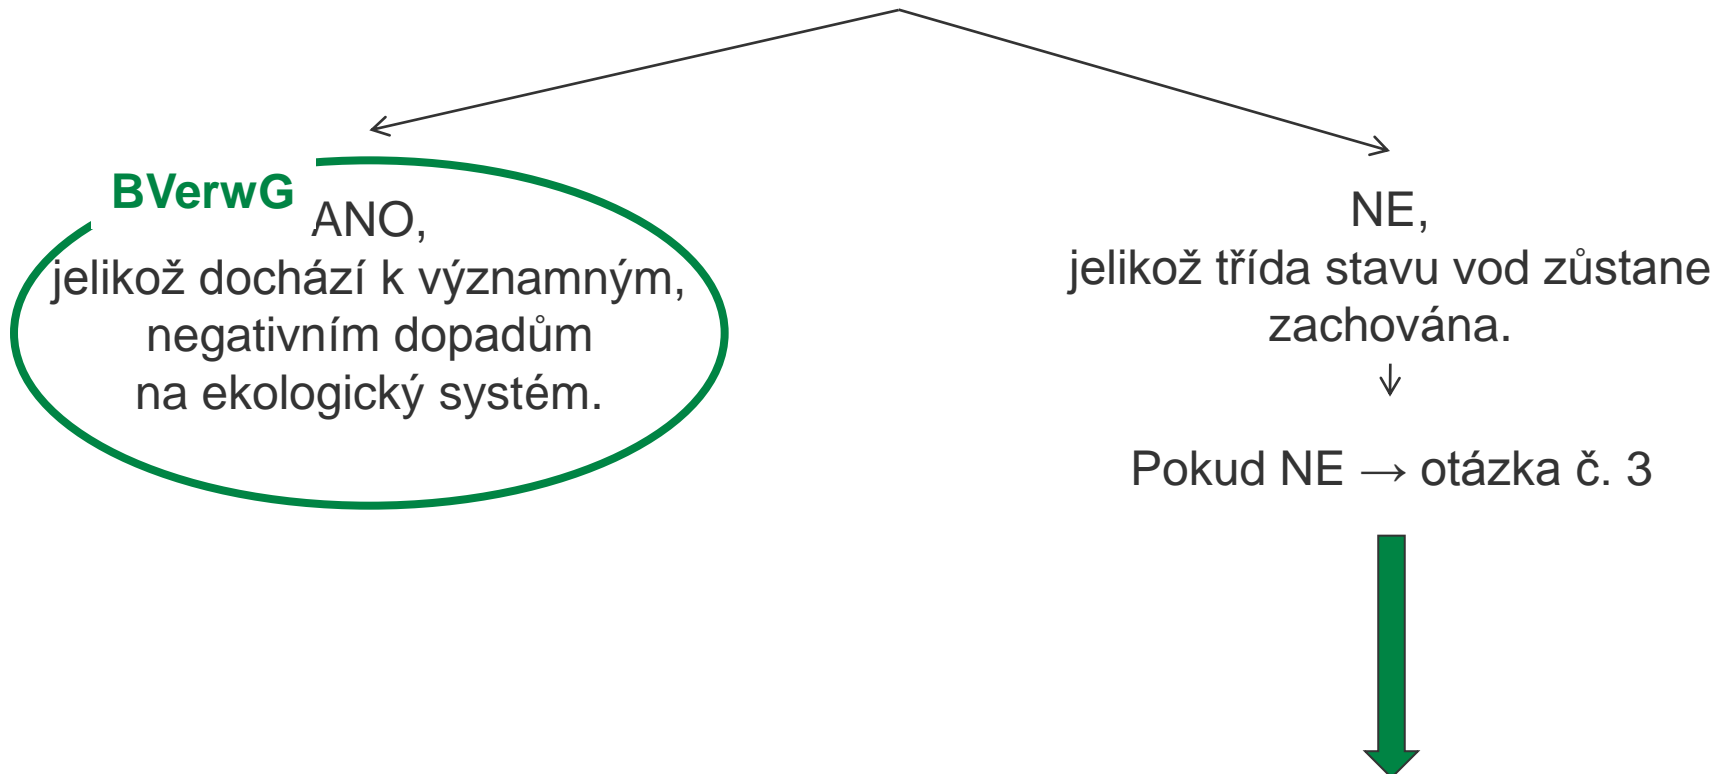 BVerwG
ANO,
jelikož dochází k významným,
negativním dopadům
na ekologický systém.
NE,
jelikož třída stavu vod zůstane
zachována.
Pokud NE → otázka č. 3